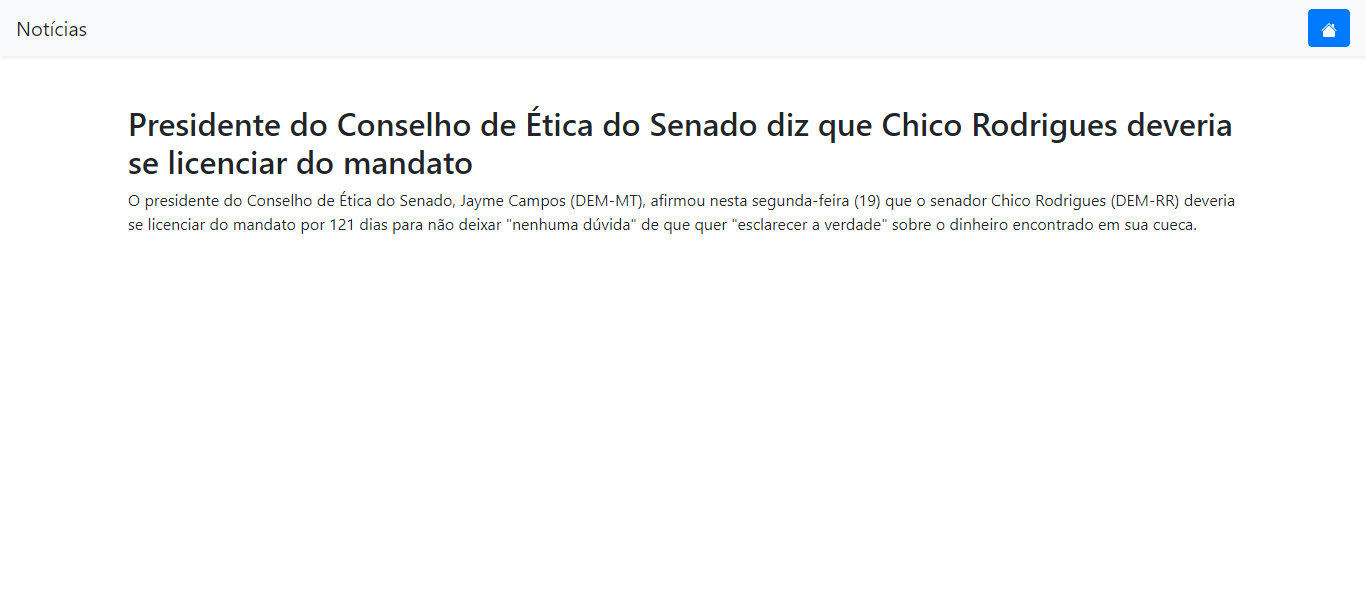 Notícias
Presidente do Conselho de Ética do Senado diz que Chico Rodrigues deveria
se licenciar do mandato
O presidente do Conselho de Ética do Senado, Jayme Campos (DEM-MT), afirmou nesta segunda-feira (19) que o senador Chico Rodrigues (DEM-RR) deveria
se licenciar do mandato por 121 dias para não deixar "nenhuma dúvida" de que quer "esclarecer a verdade" sobre o dinheiro encontrado em sua cueca.